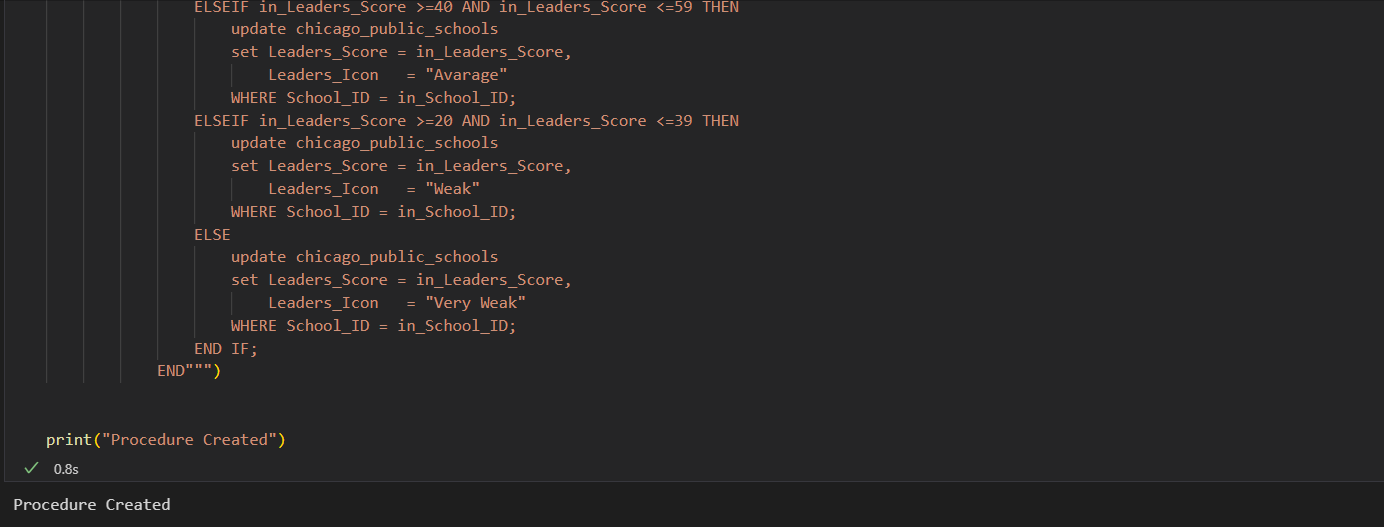 ELSEIF in_Leaders_Score >=40 AND in_Leaders_Score <=59 THEN
update chicago_public_schools
set Leaders_Score = in_Leaders_Score,
Leaders_Icon   = "Avarage"
WHERE School_ID = in_School_ID;
ELSEIF in_Leaders_Score >=20 AND in_Leaders_Score <=39 THEN
update chicago_public_schools
set Leaders_Score = in_Leaders_Score,
Leaders_Icon   = "Weak"
WHERE School_ID = in_School_ID;
ELSE
update chicago_public_schools
set Leaders_Score = in_Leaders_Score,
Leaders_Icon   = "Very Weak"
WHERE School_ID = in_School_ID;
END IF;
END""")
print("Procedure Created")
0.8s
Procedure Created